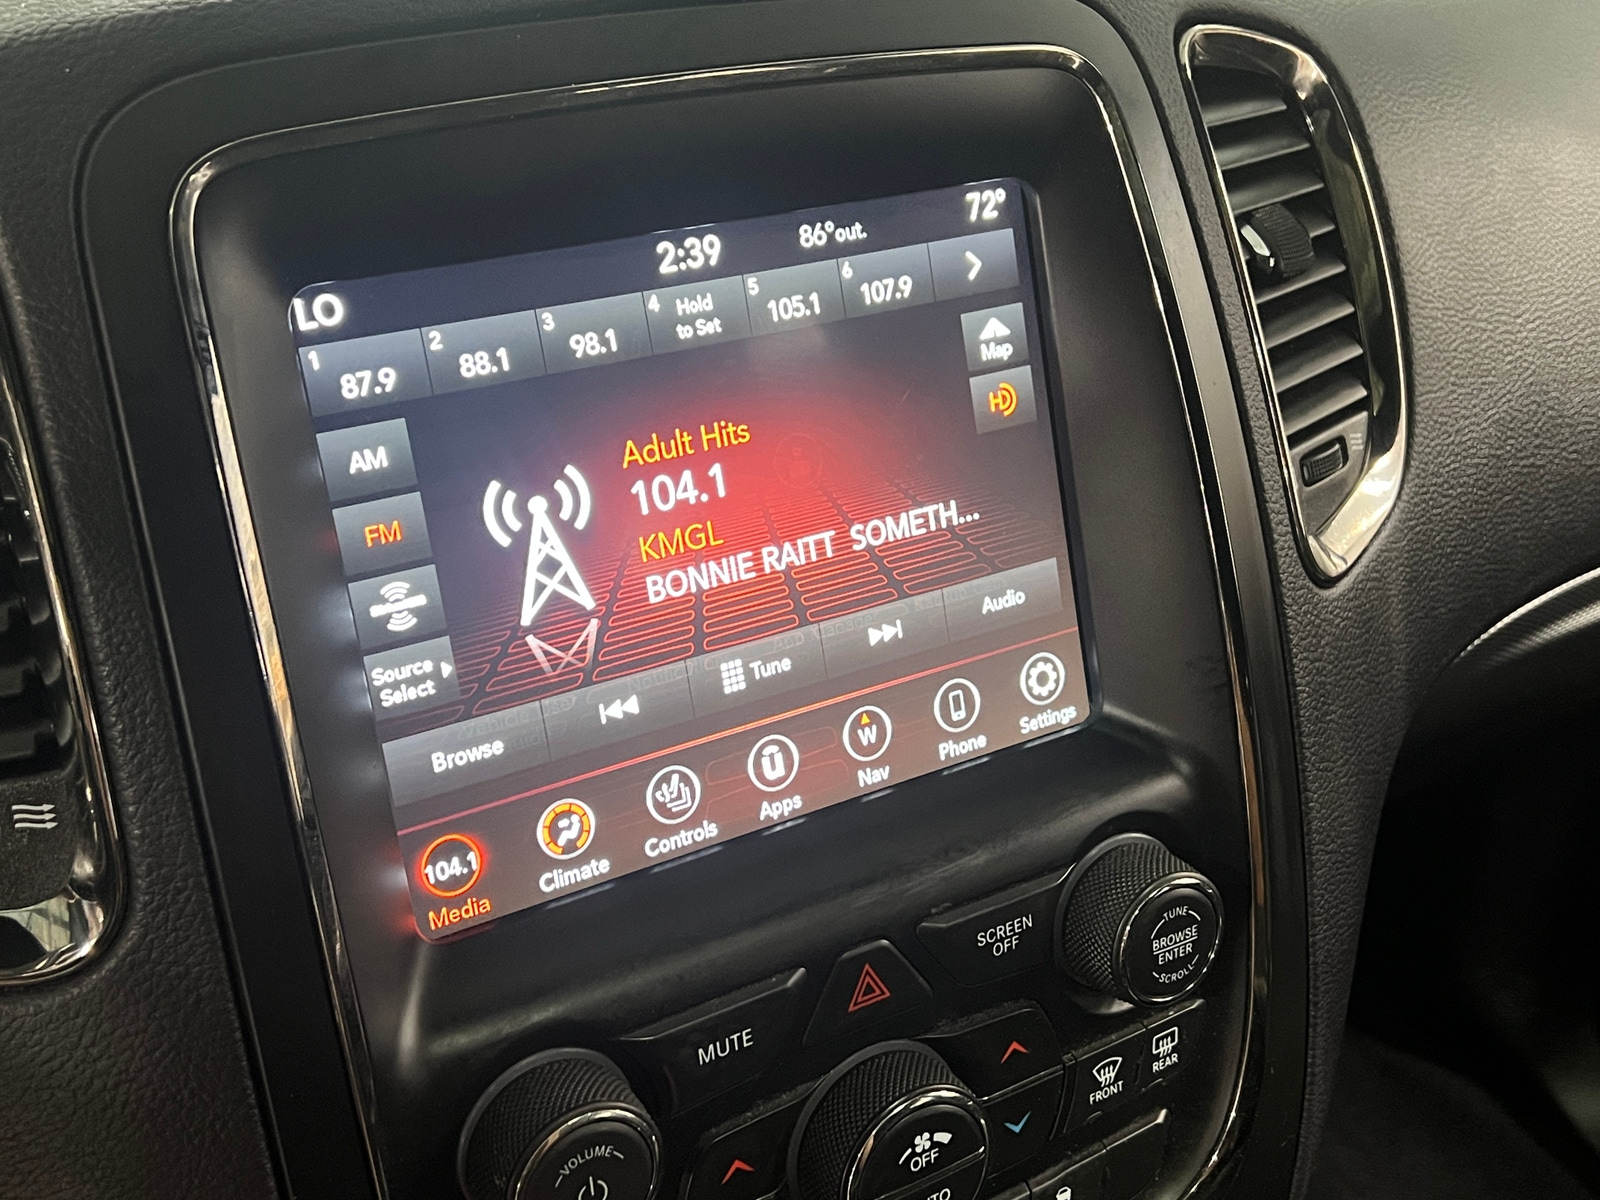 LO 2:39 86°out. 72°
1 87.9
2 88.1
3 98.1
4 Hold to Set
5 105.1
6 107.9
Map
HD
AM
FM
Source
Select
Adult Hits
104.1
KMGL
BONNIE RAITT SOMETH...
Browse
Tune
Audio
104.1
Media
Climate
Controls
Apps
W
Nav
Phone
Settings
SCREEN
OFF
TUNE
BROWSE
ENTER
SCROLL
MUTE
FRONT
REAR
VOLUME
OFF